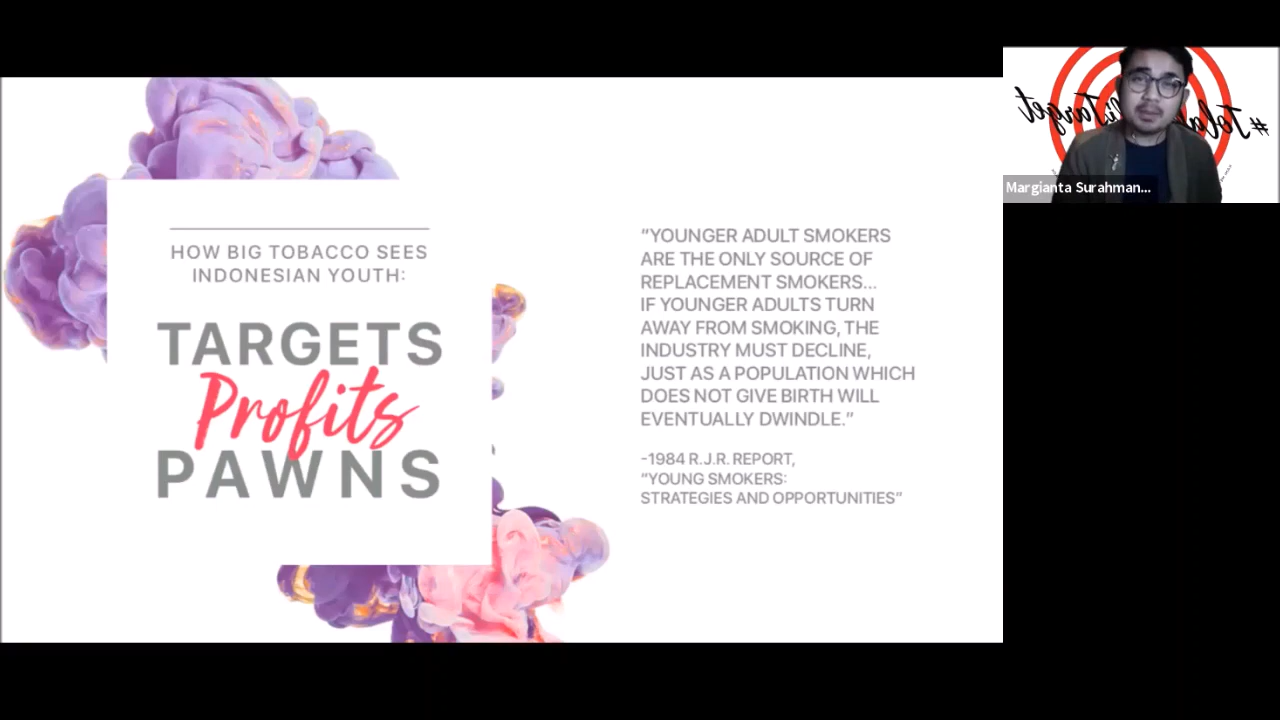 HOW BIG TOBACCO SEES
INDONESIAN YOUTH:
TARGETS
Profits
PAWNS
"YOUNGER ADULT SMOKERS
ARE THE ONLY SOURCE OF
REPLACEMENT SMOKERS...
IF YOUNGER ADULTS TURN
AWAY FROM SMOKING, THE
INDUSTRY MUST DECLINE,
JUST AS A POPULATION WHICH
DOES NOT GIVE BIRTH WILL
EVENTUALLY DWINDLE."
-1984 R.J.R. REPORT,
"YOUNG SMOKERS:
STRATEGIES AND OPPORTUNITIES"
Margianta Surahman...